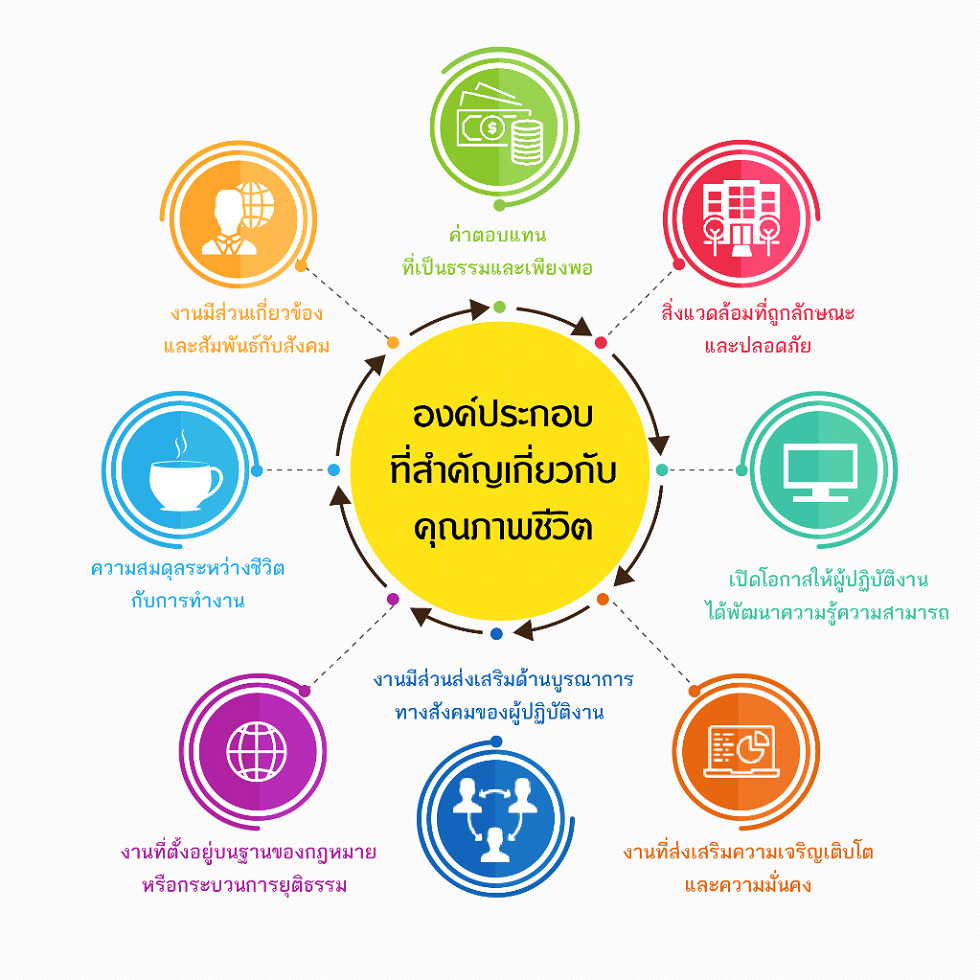 องค์ประกอบ
ที่สำคัญเกี่ยวกับ
คุณภาพชีวิต
ค่าตอบแทน
ที่เป็นธรรมและเพียงพอ
สิ่งแวดล้อมที่ถูกลักษณะ
และปลอดภัย
เปิดโอกาสให้ผู้ปฏิบัติงาน
ได้พัฒนาความรู้ความสามารถ
งานที่ส่งเสริมความเจริญเติบโต
และความมั่นคง
งานมีส่วนส่งเสริมด้านบูรณาการ
ทางสังคมของผู้ปฏิบัติงาน
งานที่ตั้งอยู่บนฐานของกฎหมาย
หรือกระบวนการยุติธรรม
ความสมดุลระหว่างชีวิต
กับการทำงาน
งานมีส่วนเกี่ยวข้อง
และสัมพันธ์กับสังคม